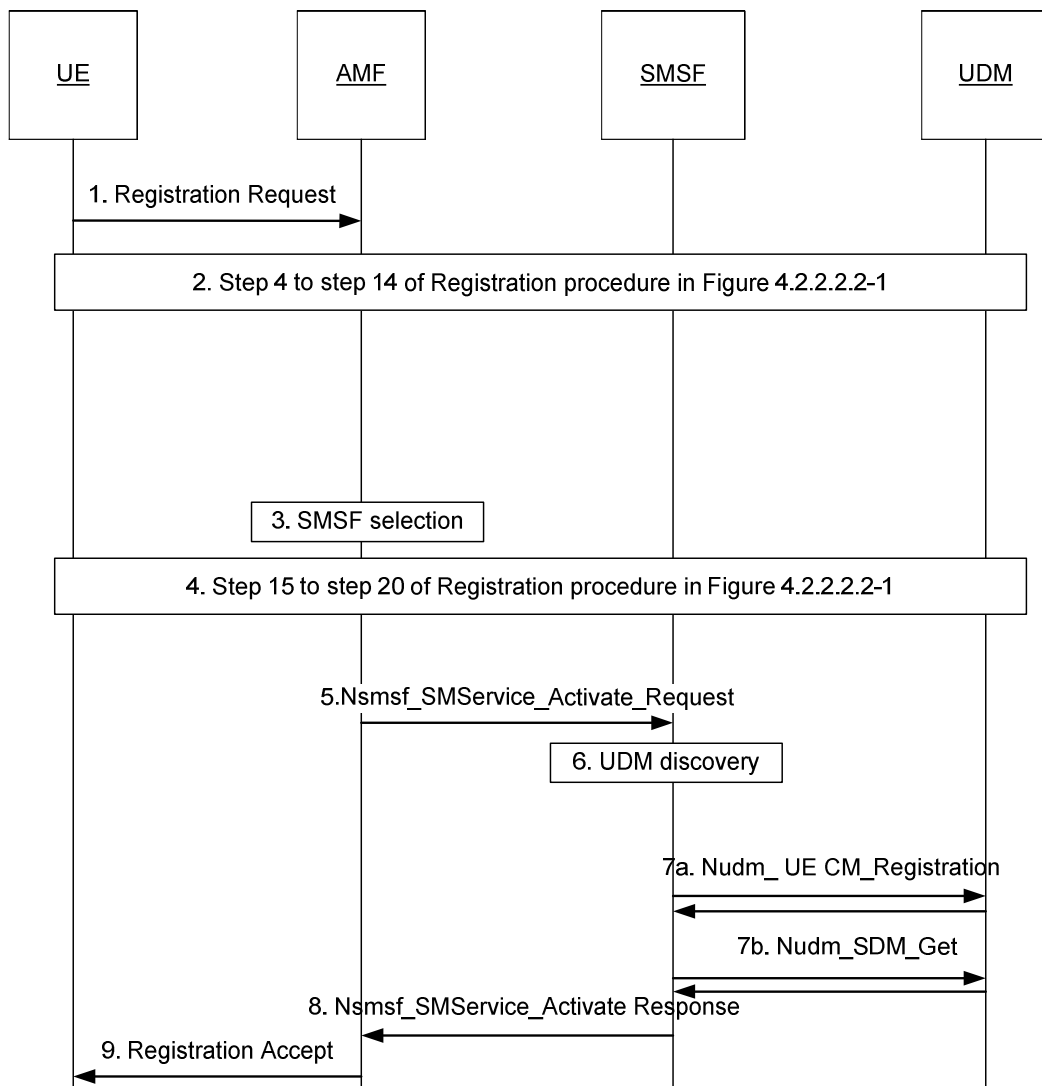 UE
AMF
SMSF
UDM
1. Registration Request
2. Step 4 to step 14 of Registration procedure in Figure 4.2.2.2.2-1
3. SMSF selection
4. Step 15 to step 20 of Registration procedure in Figure 4.2.2.2.2-1
5.Nsmsf_SMService_Activate_Request
6. UDM discovery
7a. Nudm_ UE CM_Registration
7b. Nudm_SDM_Get
8. Nsmsf_SMService_Activate Response
9. Registration Accept